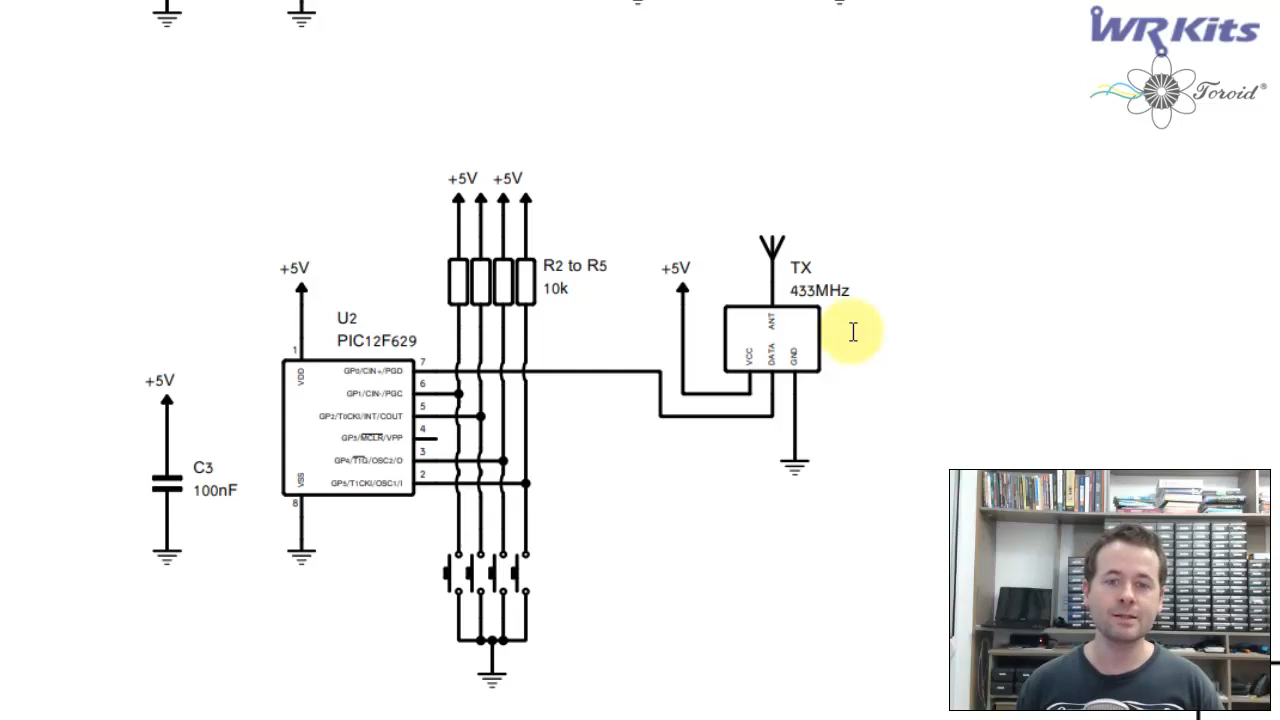 WR Kits
Toroid®
+5V +5V
R2 to R5
10k
+5V
+5V
TX
433MHz
ANT
VCC
DATA
GND
U2
PIC12F629
1
VDD
VSS
8
GP0/CIN+/PGD
7
GP1/CIN-/PGC
6
GP2/T0CKI/INT/COUT
5
GP3/MCLR/VPP
4
GP4/T1G/OSC2/O
3
GP5/T1CKI/OSC1/I
2
+5V
C3
100nF